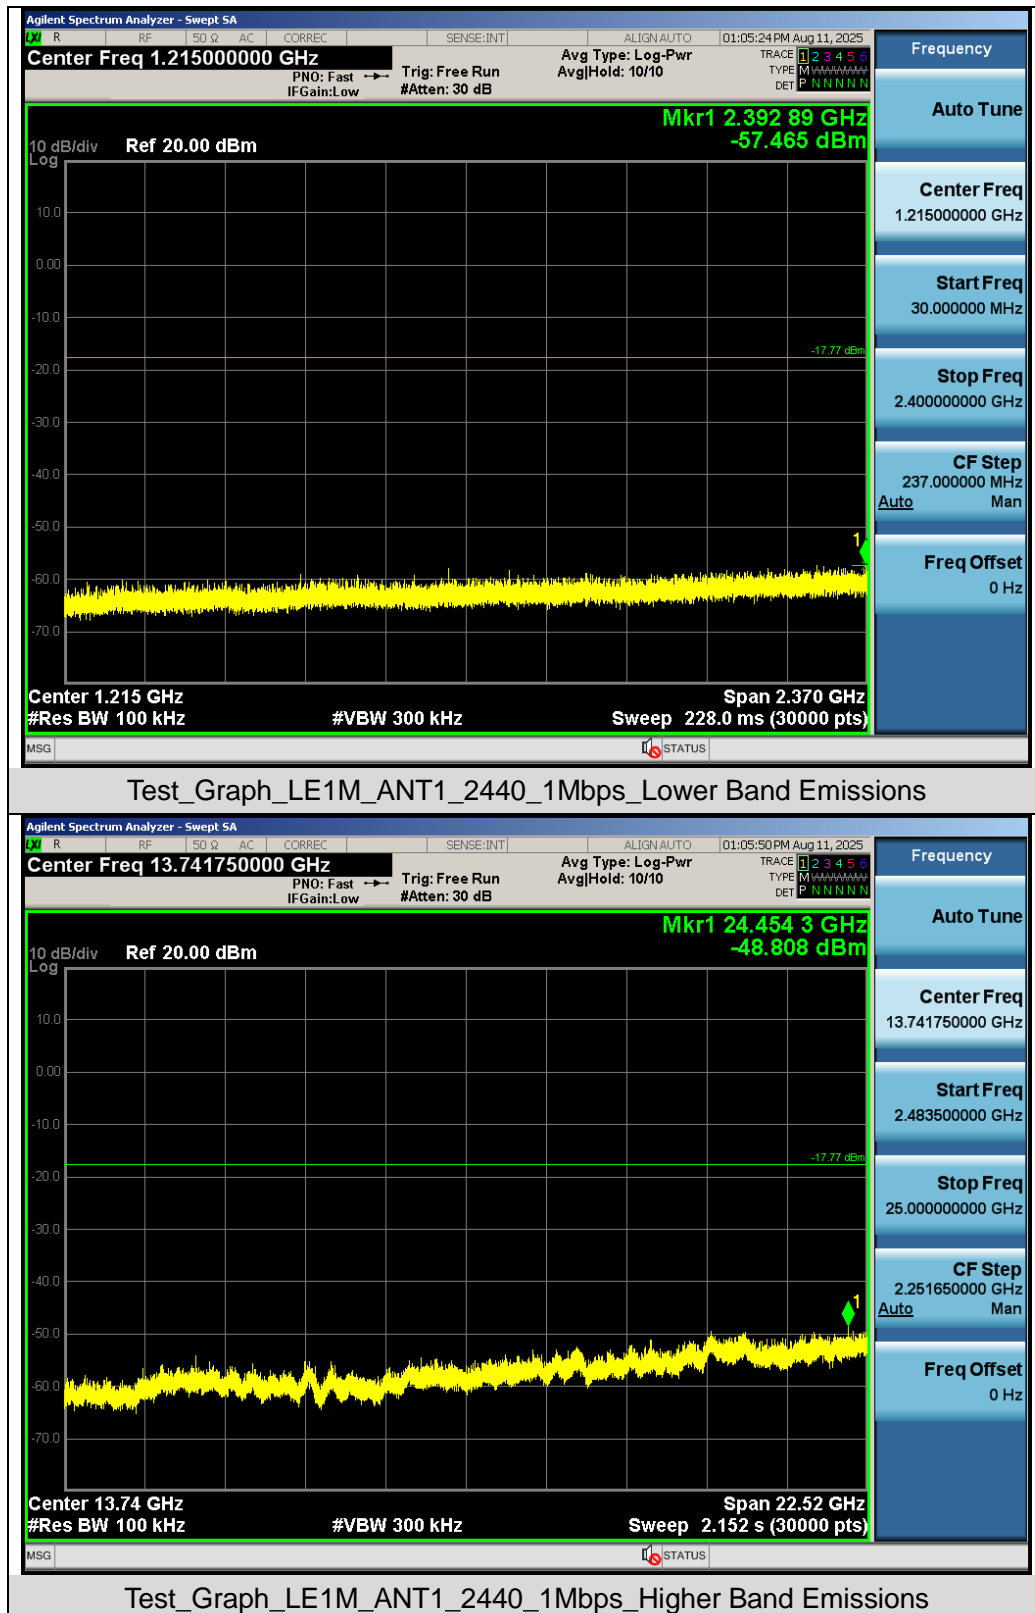 Agilent Spectrum Analyzer - Swept SA
LXI R RF 50 Ω AC CORREC SENSE:INT ALIGN AUTO 01:05:24 PM Aug 11, 2025
Center Freq 1.215000000 GHz
PNO: Fast
IFGain:Low
Trig: Free Run
#Atten: 30 dB
Avg Type: Log-Pwr
Avg|Hold: 10/10
TRACE 1 2 3 4 5 6
TYPE M
DET P N N N N N
Mkr1 2.392 89 GHz
-57.465 dBm
10 dB/div Ref 20.00 dBm
Log
10.0
0.00
-10.0
-17.77 dBm
-20.0
-30.0
-40.0
-50.0
1
-60.0
-70.0
Center 1.215 GHz Span 2.370 GHz
#Res BW 100 kHz #VBW 300 kHz Sweep 228.0 ms (30000 pts)
MSG STATUS
Frequency
Auto Tune
Center Freq
1.215000000 GHz
Start Freq
30.000000 MHz
Stop Freq
2.400000000 GHz
CF Step
237.000000 MHz
Auto Man
Freq Offset
0 Hz
Test_Graph_LE1M_ANT1_2440_1Mbps_Lower Band Emissions
Agilent Spectrum Analyzer - Swept SA
LXI R RF 50 Ω AC CORREC SENSE:INT ALIGN AUTO 01:05:50 PM Aug 11, 2025
Center Freq 13.741750000 GHz
PNO: Fast
IFGain:Low
Trig: Free Run
#Atten: 30 dB
Avg Type: Log-Pwr
Avg|Hold: 10/10
TRACE 1 2 3 4 5 6
TYPE M
DET P N N N N N
Mkr1 24.454 3 GHz
-48.808 dBm
10 dB/div Ref 20.00 dBm
Log
10.0
0.00
-10.0
-17.77 dBm
-20.0
-30.0
-40.0
1
-50.0
-60.0
-70.0
Center 13.74 GHz Span 22.52 GHz
#Res BW 100 kHz #VBW 300 kHz Sweep 2.152 s (30000 pts)
MSG STATUS
Frequency
Auto Tune
Center Freq
13.741750000 GHz
Start Freq
2.483500000 GHz
Stop Freq
25.000000000 GHz
CF Step
2.251650000 GHz
Auto Man
Freq Offset
0 Hz
Test_Graph_LE1M_ANT1_2440_1Mbps_Higher Band Emissions